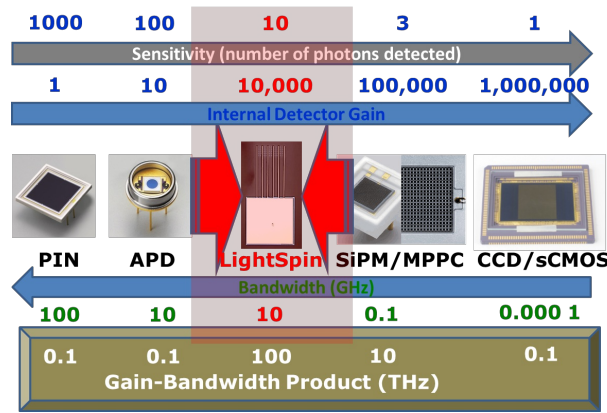 1000 100 10 3 1
Sensitivity (number of photons detected)
1 10 10,000 100,000 1,000,000
Internal Detector Gain
PIN APD LightSpin SiPM/MPPC CCD/sCMOS
Bandwidth (GHz)
100 10 10 0.1 0.000 1
0.1 0.1 100 10 0.1
Gain-Bandwidth Product (THz)